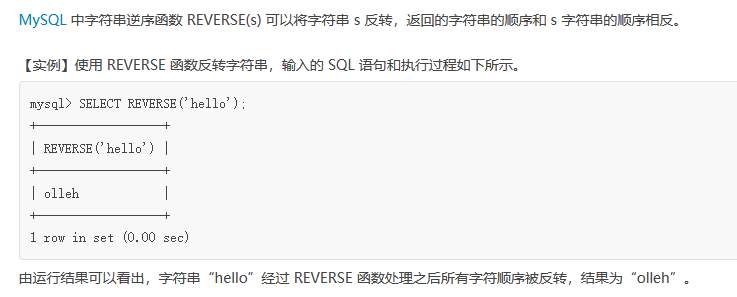 MySQL 中字符串逆序函数 REVERSE(s) 可以将字符串 s 反转，返回的字符串的顺序和 s 字符串的顺序相反。
【实例】使用 REVERSE 函数反转字符串，输入的 SQL 语句和执行过程如下所示。
mysql> SELECT REVERSE('hello');
+------------------+
| REVERSE('hello') |
+------------------+
| olleh            |
+------------------+
1 row in set (0.00 sec)
由运行结果可以看出，字符串“hello”经过 REVERSE 函数处理之后所有字符顺序被反转，结果为“olleh”。